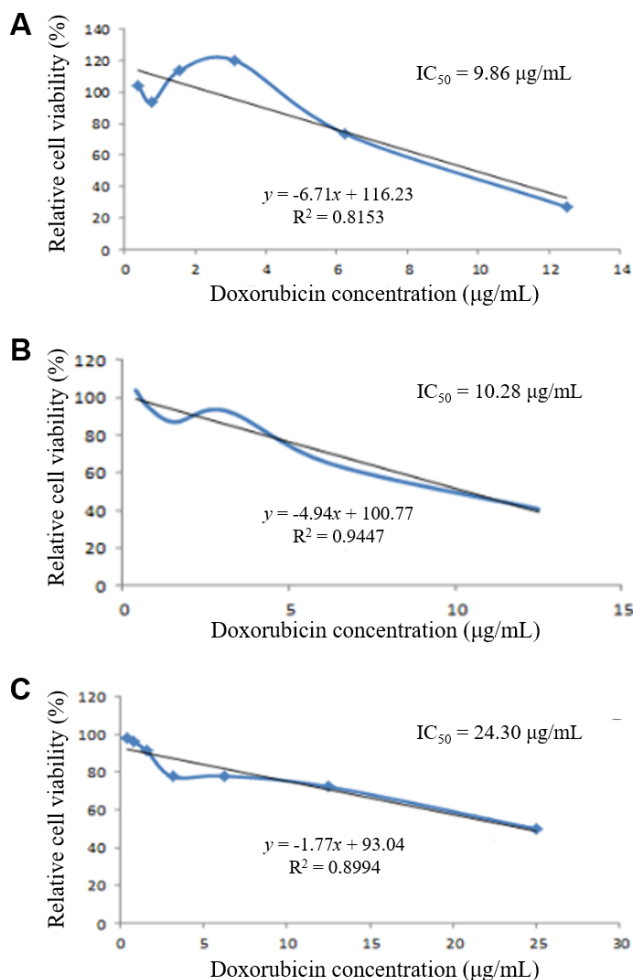 A
Relative cell viability (%)
140
120
100
80
60
40
20
0
IC50 = 9.86 μg/mL
y = -6.71x + 116.23
R² = 0.8153
0 2 4 6 8 10 12 14
Doxorubicin concentration (μg/mL)
B
Relative cell viability (%)
120
100
80
60
40
20
0
IC50 = 10.28 μg/mL
y = -4.94x + 100.77
R² = 0.9447
0 5 10 15
Doxorubicin concentration (μg/mL)
C
Relative cell viability (%)
120
100
80
60
40
20
0
IC50 = 24.30 μg/mL
y = -1.77x + 93.04
R² = 0.8994
0 5 10 15 20 25 30
Doxorubicin concentration (μg/mL)